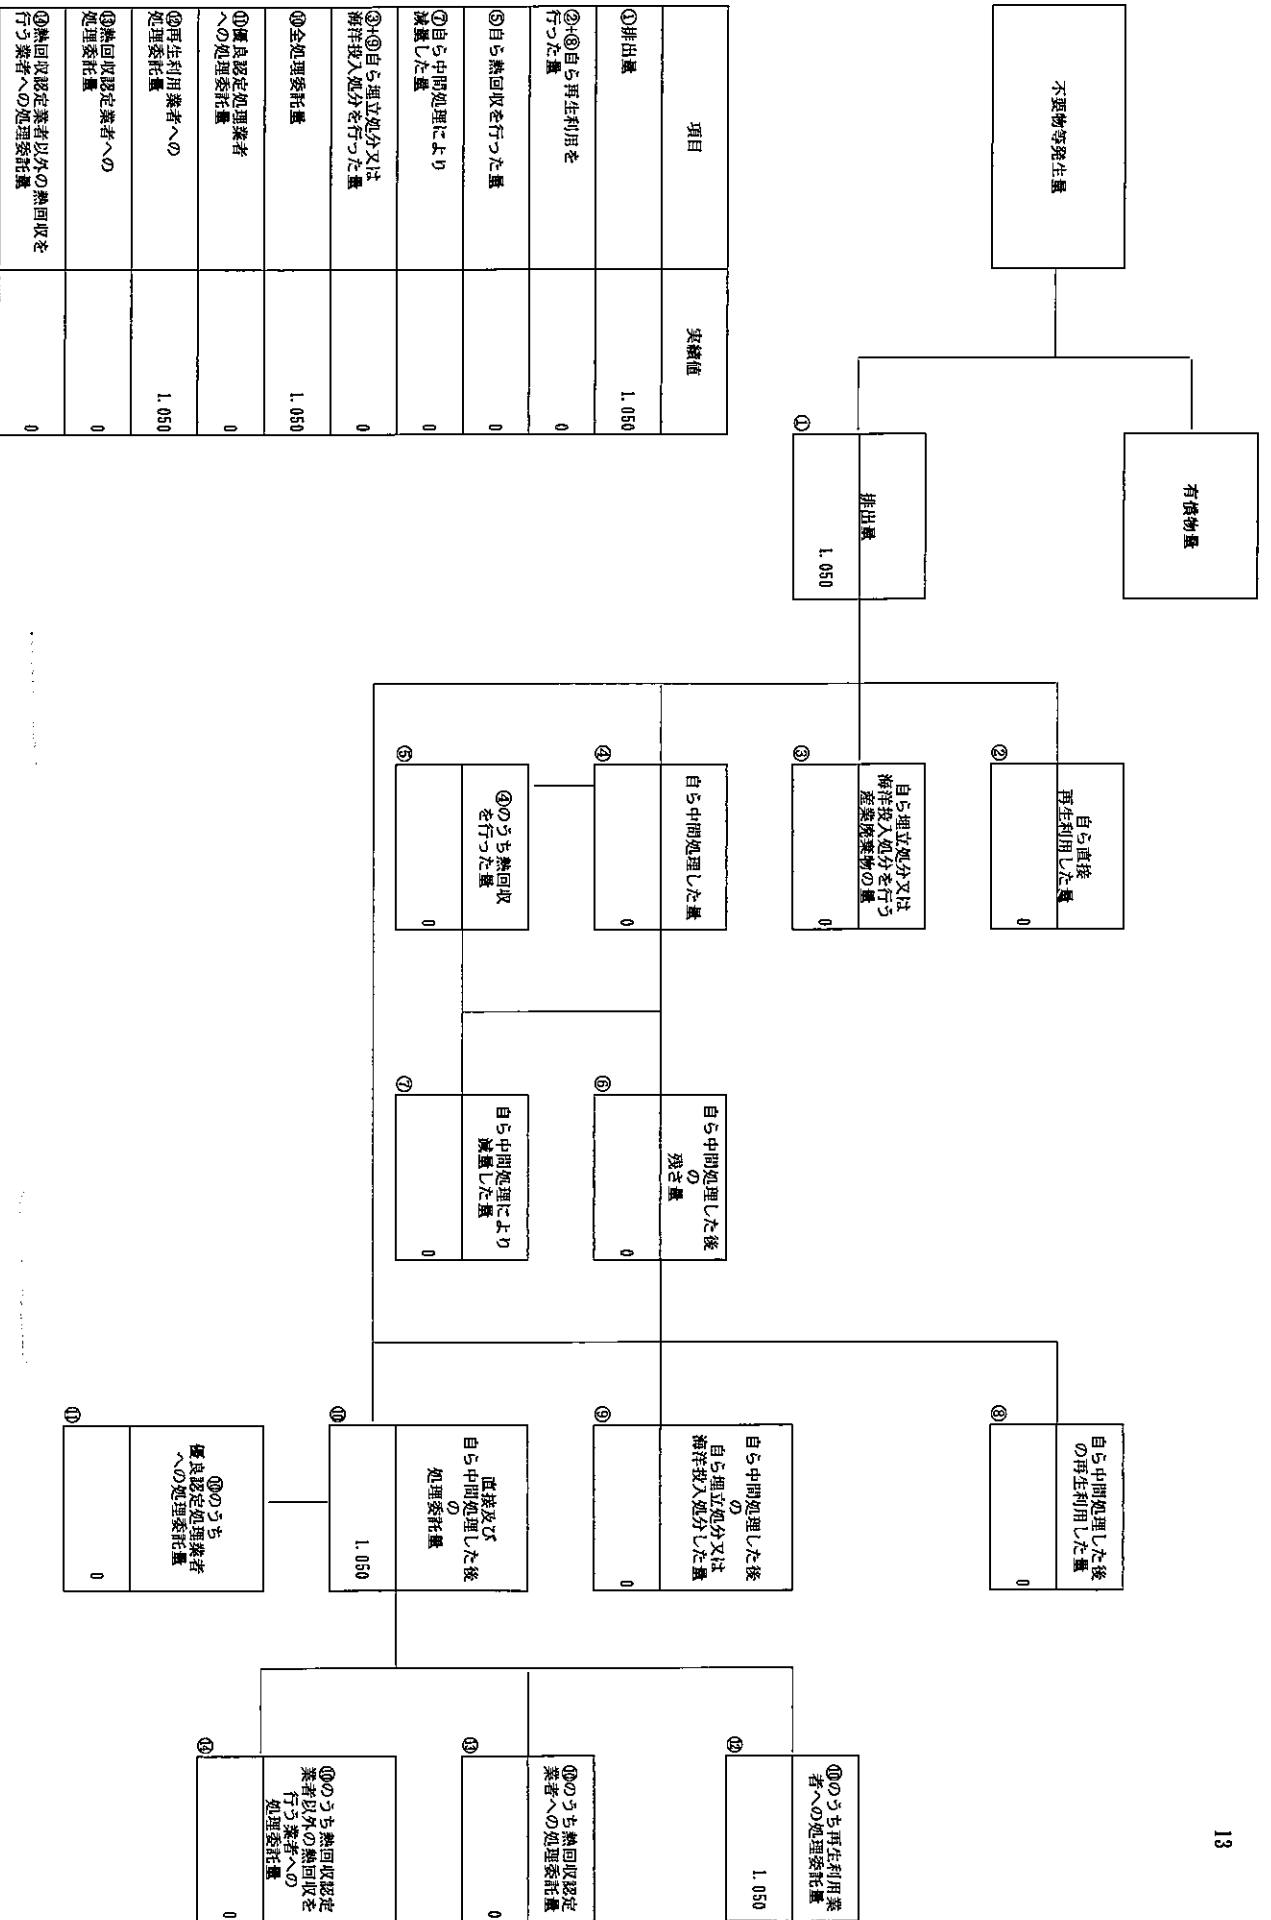 13
不要物等発生量
有償物量
①
排出量
1.050
②
自ら直接
再生利用した量
0
③
自ら埋立処分又は
海洋投入処分を行う
産業廃棄物の量
0
④
自ら中間処理した量
0
⑤
④のうち熱回収
を行った量
0
⑥
自ら中間処理した後
の
残さ量
0
⑦
自ら中間処理により
減量した量
0
⑧
自ら中間処理した後
の再生利用した量
0
⑨
自ら中間処理した後
の
自ら埋立処分又は
海洋投入処分した量
0
⑩
直接及び
自ら中間処理した後
の
処理委託量
1.050
⑪
⑩のうち
優良認定処理業者
への処理委託量
0
⑫
⑩のうち再生利用業
者への処理委託量
1.050
⑬
⑩のうち熱回収認定
業者への処理委託量
0
⑭
⑩のうち熱回収認定
業者以外の熱回収を
行う業者への
処理委託量
0
項目 実績値
①排出量 1.050
②+⑧自ら再生利用を
行った量 0
⑤自ら熱回収を行った量 0
⑦自ら中間処理により
減量した量 0
③+⑨自ら埋立処分又は
海洋投入処分を行った量 0
⑩全処理委託量 1.050
⑪優良認定処理業者
への処理委託量 0
⑫再生利用業者への
処理委託量 1.050
⑬熱回収認定業者への
処理委託量 0
⑭熱回収認定業者以外の熱回収を
行う業者への処理委託量 0